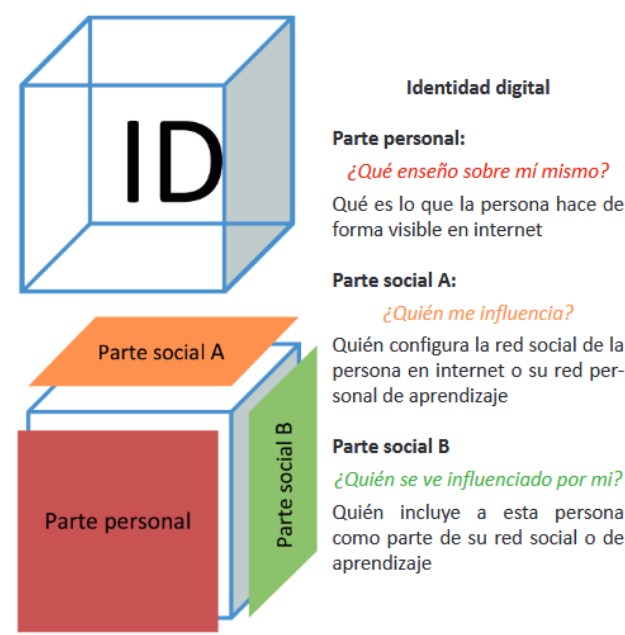 ID
Identidad digital
Parte personal:
¿Qué enseño sobre mí mismo?
Qué es lo que la persona hace de
forma visible en internet
Parte social A:
¿Quién me influencia?
Quién configura la red social de la
persona en internet o su red per-
sonal de aprendizaje
Parte social B
¿Quién se ve influenciado por mi?
Quién incluye a esta persona
como parte de su red social o de
aprendizaje
Parte social A
Parte social B
Parte personal